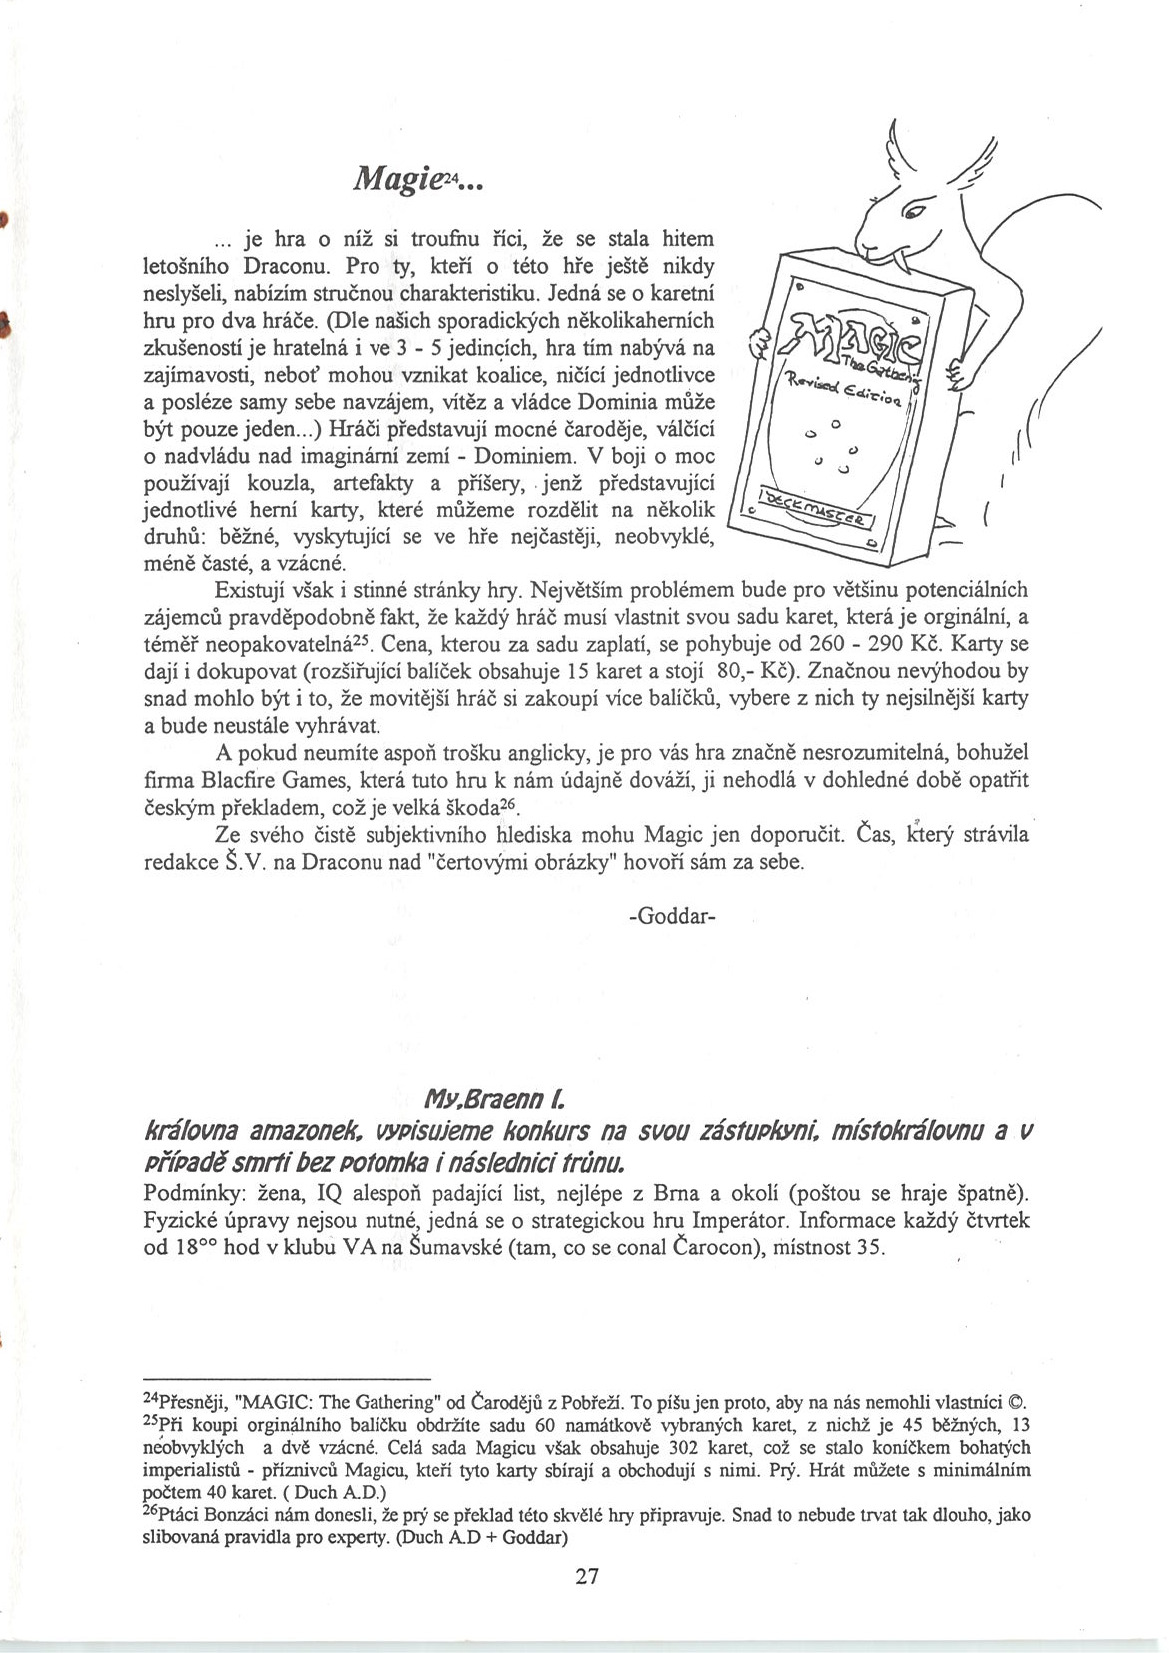 Magie24...
... je hra o níž si troufnu říci, že se stala hitem
letošního Draconu. Pro ty, kteří o této hře ještě nikdy
neslyšeli, nabízím stručnou charakteristiku. Jedná se o karetní
hru pro dva hráče. (Dle našich sporadických několikaherních
zkušeností je hratelná i ve 3 - 5 jedincích, hra tím nabývá na
zajímavosti, neboť mohou vznikat koalice, ničící jednotlivce
a posléze samy sebe navzájem, vítěz a vládce Dominia může
být pouze jeden...) Hráči představují mocné čaroděje, válčící
o nadvládu nad imaginární zemí - Dominiem. V boji o moc
používají kouzla, artefakty a příšery, jenž představující
jednotlivé herní karty, které můžeme rozdělit na několik
druhů: běžné, vyskytující se ve hře nejčastěji, neobvyklé,
méně časté, a vzácné.
MAGIC
The Gathering
Revised Edition
DECKMASTER
Existují však i stinné stránky hry. Největším problémem bude pro většinu potenciálních
zájemců pravděpodobně fakt, že každý hráč musí vlastnit svou sadu karet, která je orginální, a
téměř neopakovatelná25. Cena, kterou za sadu zaplatí, se pohybuje od 260 - 290 Kč. Karty se
dají i dokupovat (rozšiřující balíček obsahuje 15 karet a stojí 80,- Kč). Značnou nevýhodou by
snad mohlo být i to, že movitější hráč si zakoupí více balíčků, vybere z nich ty nejsilnější karty
a bude neustále vyhrávat.
A pokud neumíte aspoň trošku anglicky, je pro vás hra značně nesrozumitelná, bohužel
firma Blacfire Games, která tuto hru k nám údajně dováží, ji nehodlá v dohledné době opatřit
českým překladem, což je velká škoda26.
Ze svého čistě subjektivního hlediska mohu Magic jen doporučit. Čas, který strávila
redakce Š.V. na Draconu nad "čertovými obrázky" hovoří sám za sebe.
-Goddar-
My,Braenn I.
královna amazonek, vypisujeme konkurs na svou zástupkyni, místokrálovnu a v
případě smrti bez potomka i následnici trůnu.
Podmínky: žena, IQ alespoň padající list, nejlépe z Brna a okolí (poštou se hraje špatně).
Fyzické úpravy nejsou nutné, jedná se o strategickou hru Imperátor. Informace každý čtvrtek
od 18oo hod v klubu VA na Šumavské (tam, co se conal Čarocon), místnost 35.
24Přesněji, "MAGIC: The Gathering" od Čarodějů z Pobřeží. To píšu jen proto, aby na nás nemohli vlastníci ©.
25Při koupi orginálního balíčku obdržíte sadu 60 namátkově vybraných karet, z nichž je 45 běžných, 13
neobvyklých a dvě vzácné. Celá sada Magicu však obsahuje 302 karet, což se stalo koníčkem bohatých
imperialistů - příznivců Magicu, kteří tyto karty sbírají a obchodují s nimi. Prý. Hrát můžete s minimálním
počtem 40 karet. ( Duch A.D.)
26Ptáci Bonzáci nám donesli, že prý se překlad této skvělé hry připravuje. Snad to nebude trvat tak dlouho, jako
slibovaná pravidla pro experty. (Duch A.D + Goddar)
27